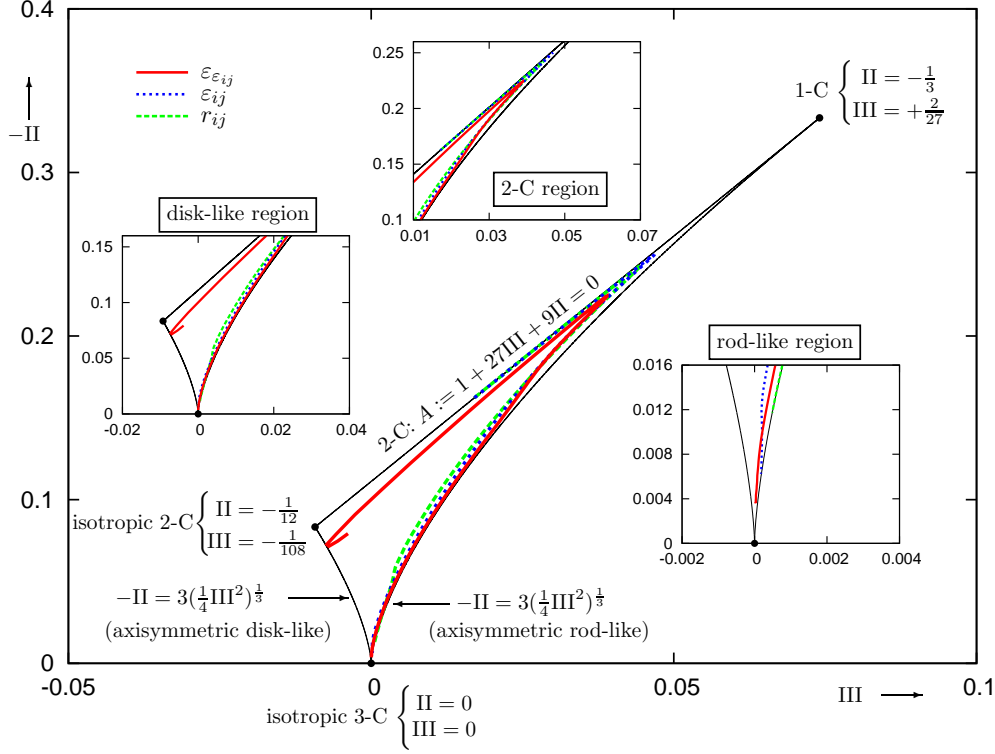 0.4
0.3
0.2
0.1
0
-0.05
0
0.05
0.1
−II
III
ε_{ε_{ij}}
ε_{ij}
r_{ij}
0.25
0.2
0.15
0.1
0.01
0.03
0.05
0.07
2-C region
1-C { II = −1/3
III = +2/27
disk-like region
0.15
0.1
0.05
0
-0.02
0
0.02
0.04
2-C: A := 1 + 27III + 9II = 0
rod-like region
0.016
0.012
0.008
0.004
0
-0.002
0
0.002
0.004
isotropic 2-C { II = −1/12
III = −1/108
−II = 3(1/4 III²)^{1/3}
(axisymmetric disk-like)
−II = 3(1/4 III²)^{1/3}
(axisymmetric rod-like)
isotropic 3-C { II = 0
III = 0